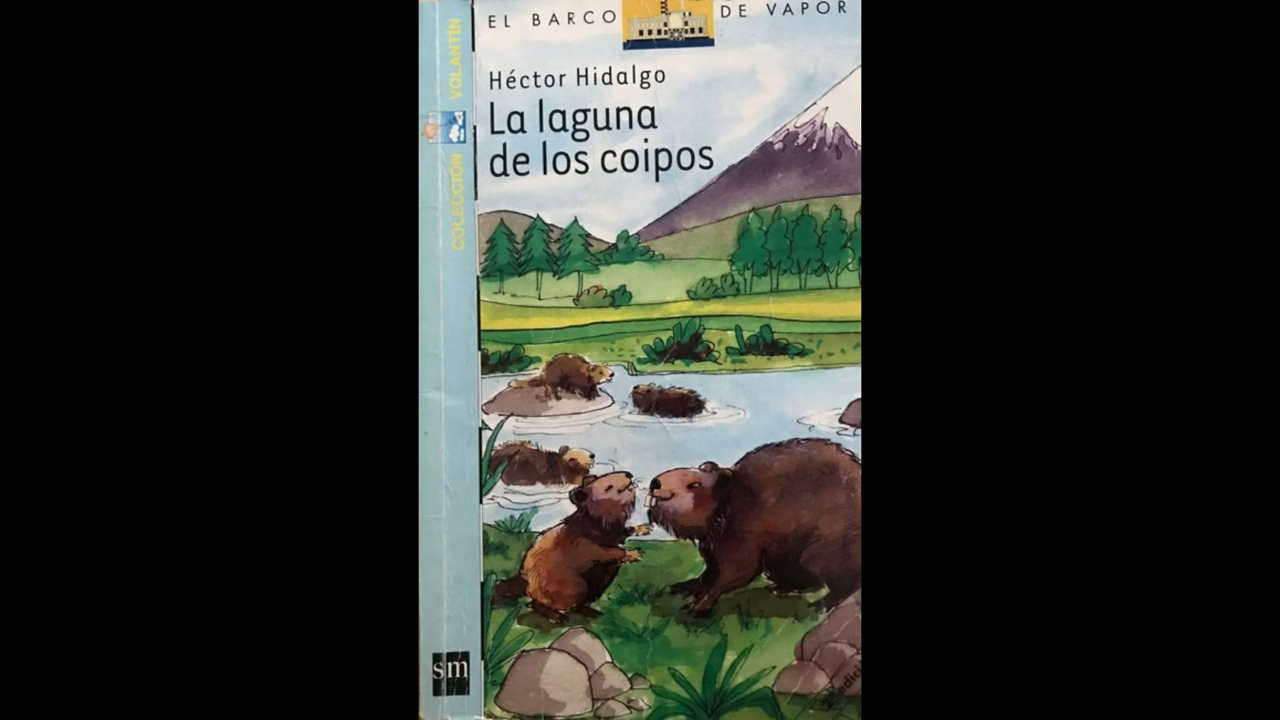 EL BARCO DE VAPOR
Héctor Hidalgo
La laguna
de los coipos
COLECCIÓN VOLANTÍN
sm